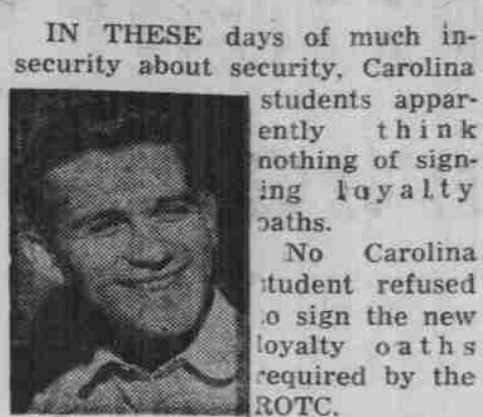 IN THESE days of much in-
security about security, Carolina
students appar-
ently think
nothing of sign-
ing loyalty
oaths.
No Carolina
student refused
to sign the new
loyalty oaths
required by the
ROTC.